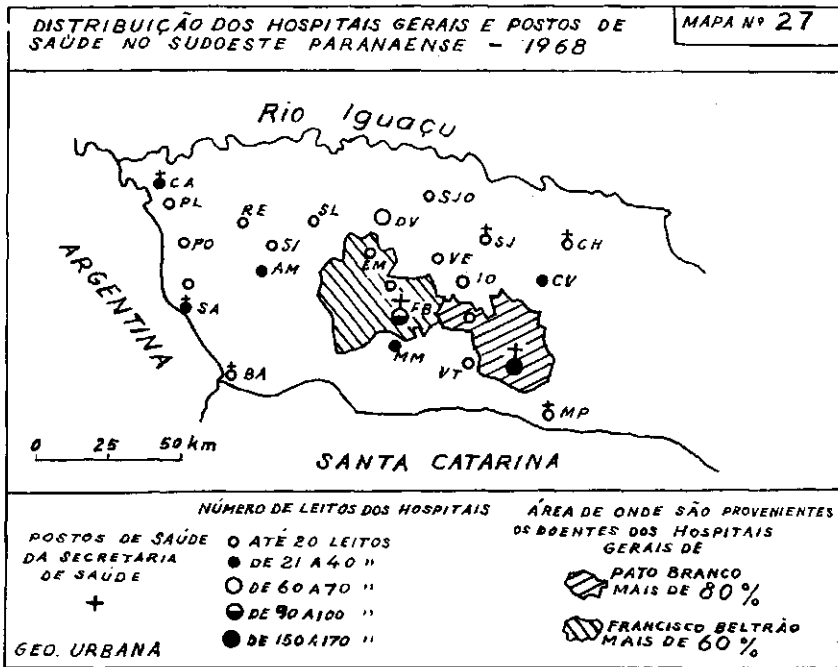 DISTRIBUIÇÃO DOS HOSPITAIS GERAIS E POSTOS DE
SAÚDE NO SUDOESTE PARANAENSE - 1968
MAPA Nº 27
Rio Iguaçu
CA
PL
SJO
RE
SL
DV
PO
SI
SJ
CH
EM
VE
AM
IO
CV
SA
FB
MM
BA
VT
MP
ARGENTINA
0 25 50 km
SANTA CATARINA
NÚMERO DE LEITOS DOS HOSPITAIS
POSTOS DE SAÚDE
DA SECRETARIA
DE SAÚDE
ATÉ 20 LEITOS
DE 21 A 40 "
DE 60 A 70 "
DE 90 A 100 "
DE 150 A 170 "
ÁREA DE ONDE SÃO PROVENIENTES
OS DOENTES DOS HOSPITAIS
GERAIS DE
PATO BRANCO
MAIS DE 80%
FRANCISCO BELTRÃO
MAIS DE 60%
GEO. URBANA